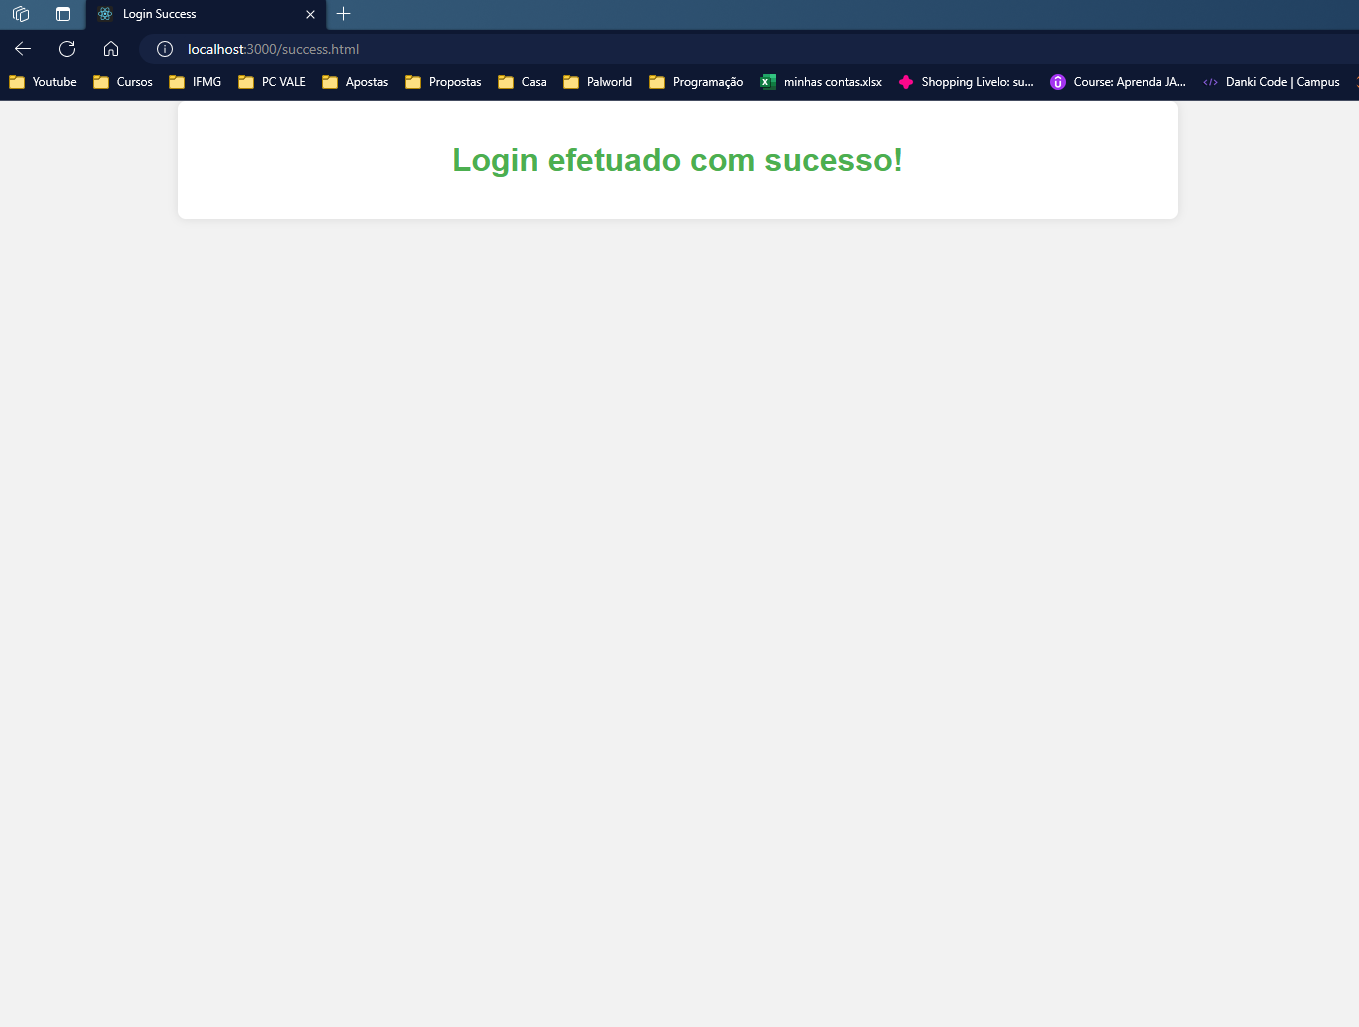 Login Success
localhost:3000/success.html
Youtube Cursos IFMG PC VALE Apostas Propostas Casa Palworld Programação minhas contas.xlsx Shopping Livelo: su... Course: Aprenda JA... Danki Code | Campus
Login efetuado com sucesso!